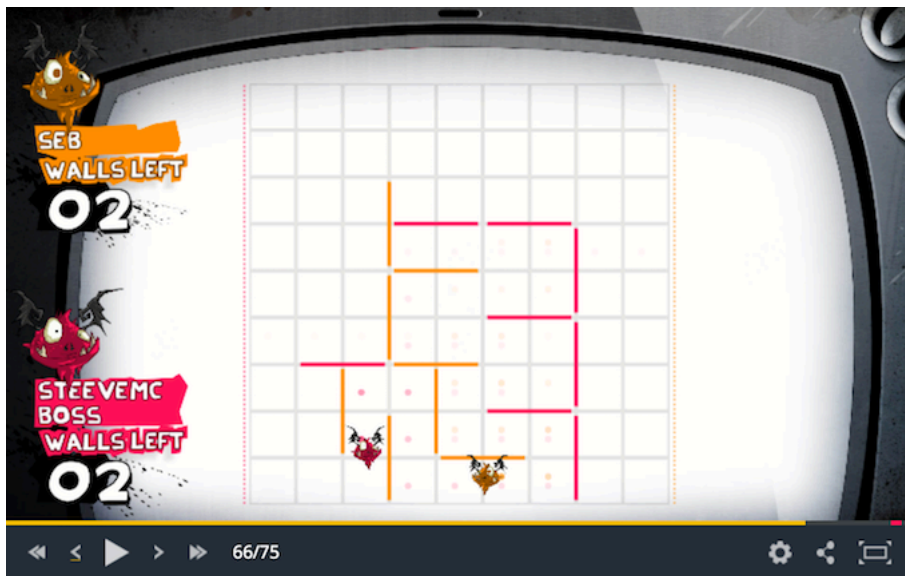 SEB
WALLS LEFT
02
STEEVEMC
BOSS
WALLS LEFT
02
66/75